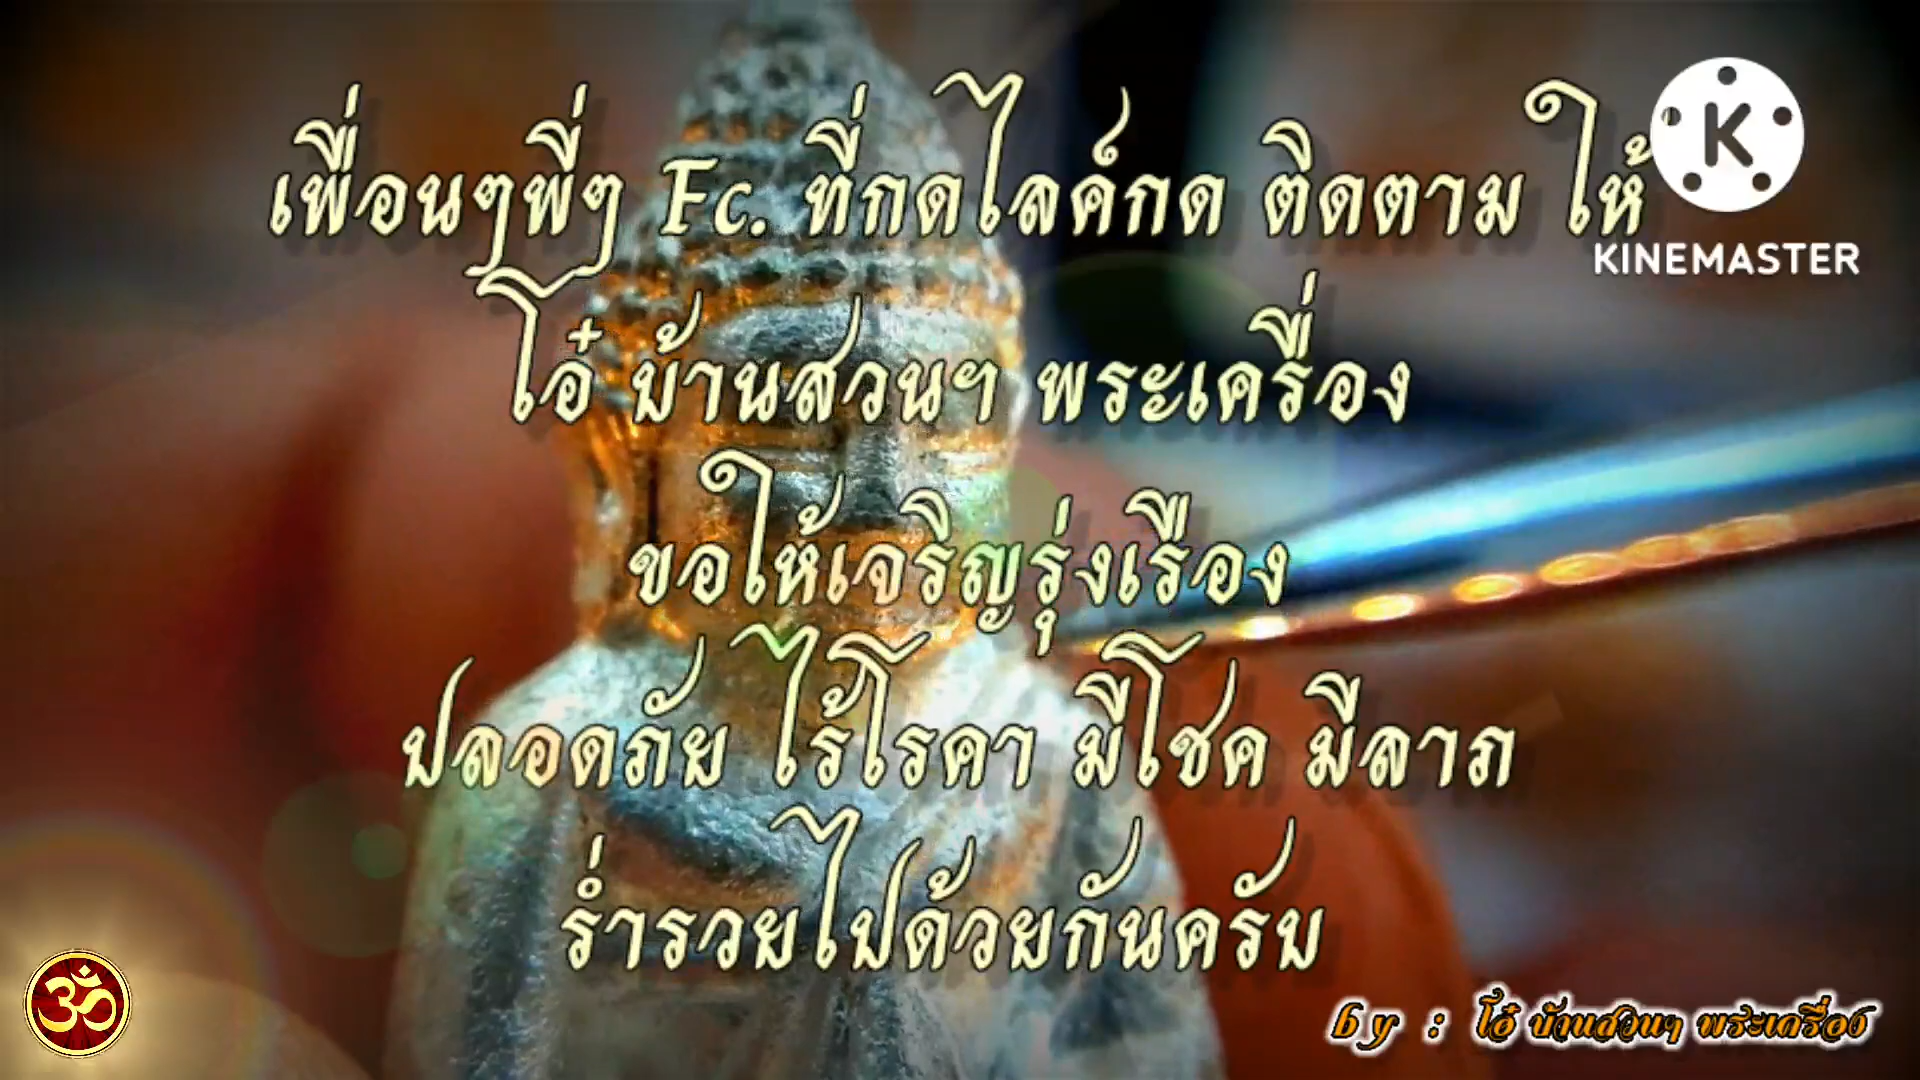 เพื่อนๆพี่ๆ Fc. ที่กดไลค์กด ติดตาม ให้
KINEMASTER
โอ๋ บ้านสวนฯ พระเครื่อง
ขอให้เจริญรุ่งเรือง
ปลอดภัย ไร้โรคา มีโชค มีลาภ
ร่ำรวยไปด้วยกันครับ
ॐ
by : โอ๋ บ้านสวนฯ พระเครื่อง